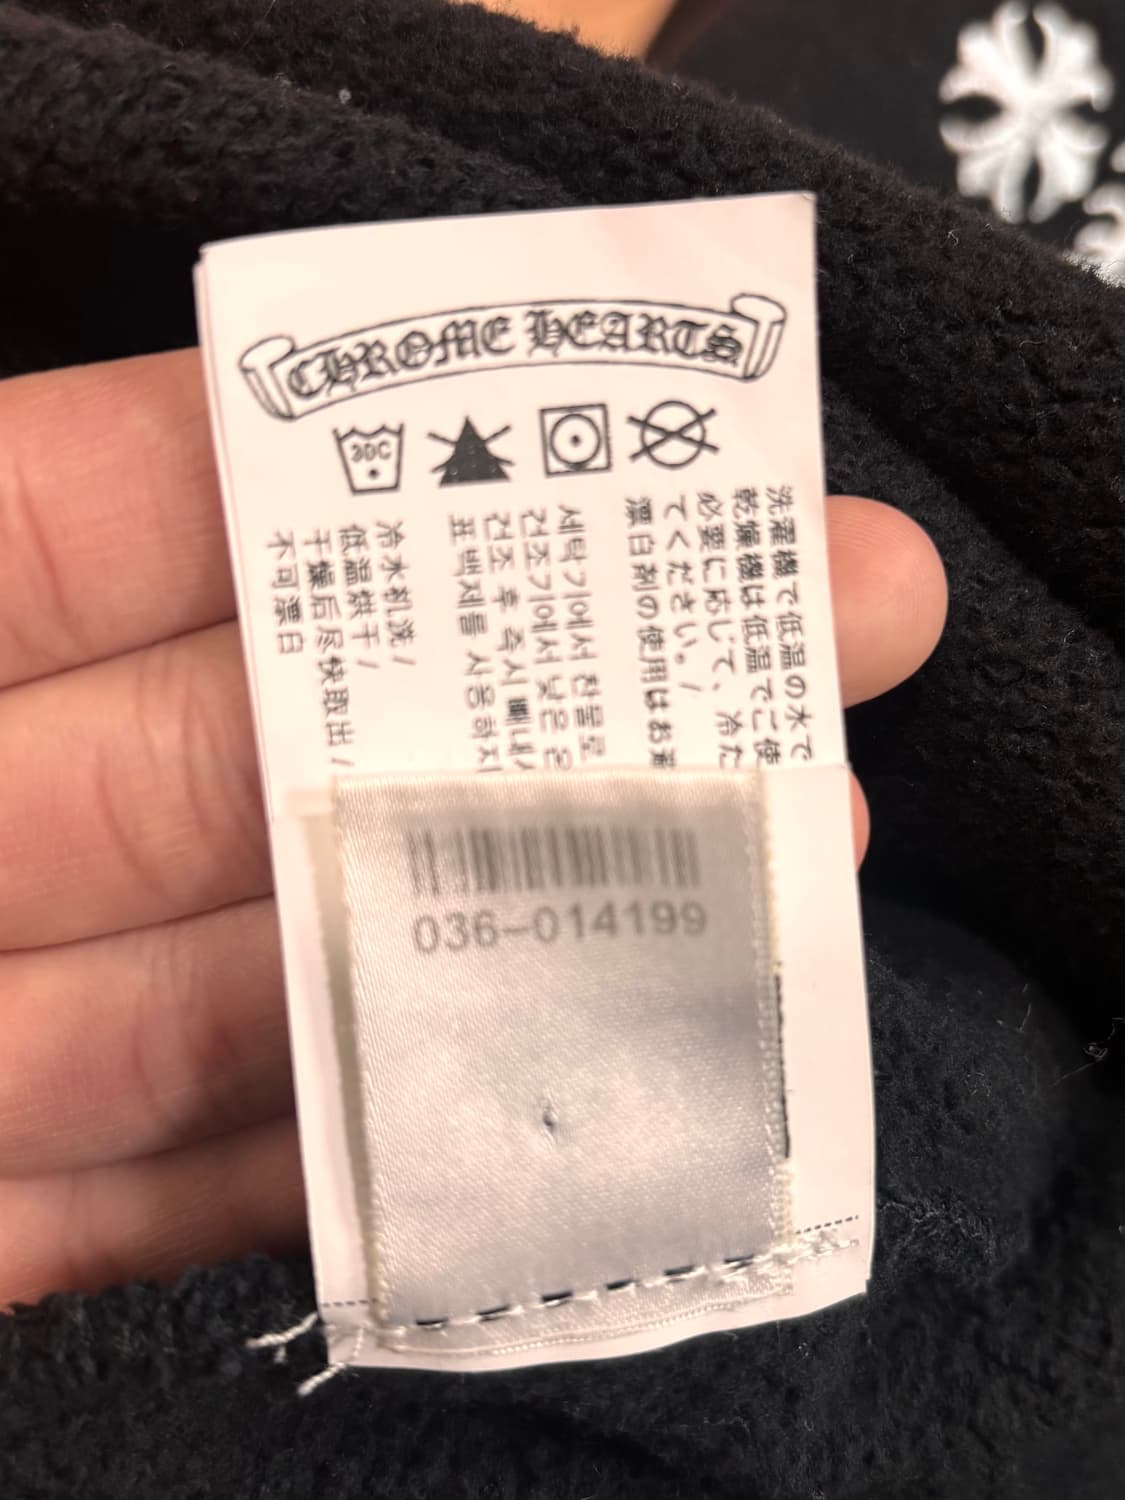 CHROME HEARTS
30C
洗濯機で低温の水で
乾燥機は低温でご使
必要に応じて、冷た
てください。/
漂白剤の使用はお避
세탁기에서 찬물로
건조기에서 낮은 온
건조 후 즉시 빼내
표백제를 사용하지
冷水机洗 /
低温烘干 /
干燥后尽快取出 /
不可漂白
036-014199